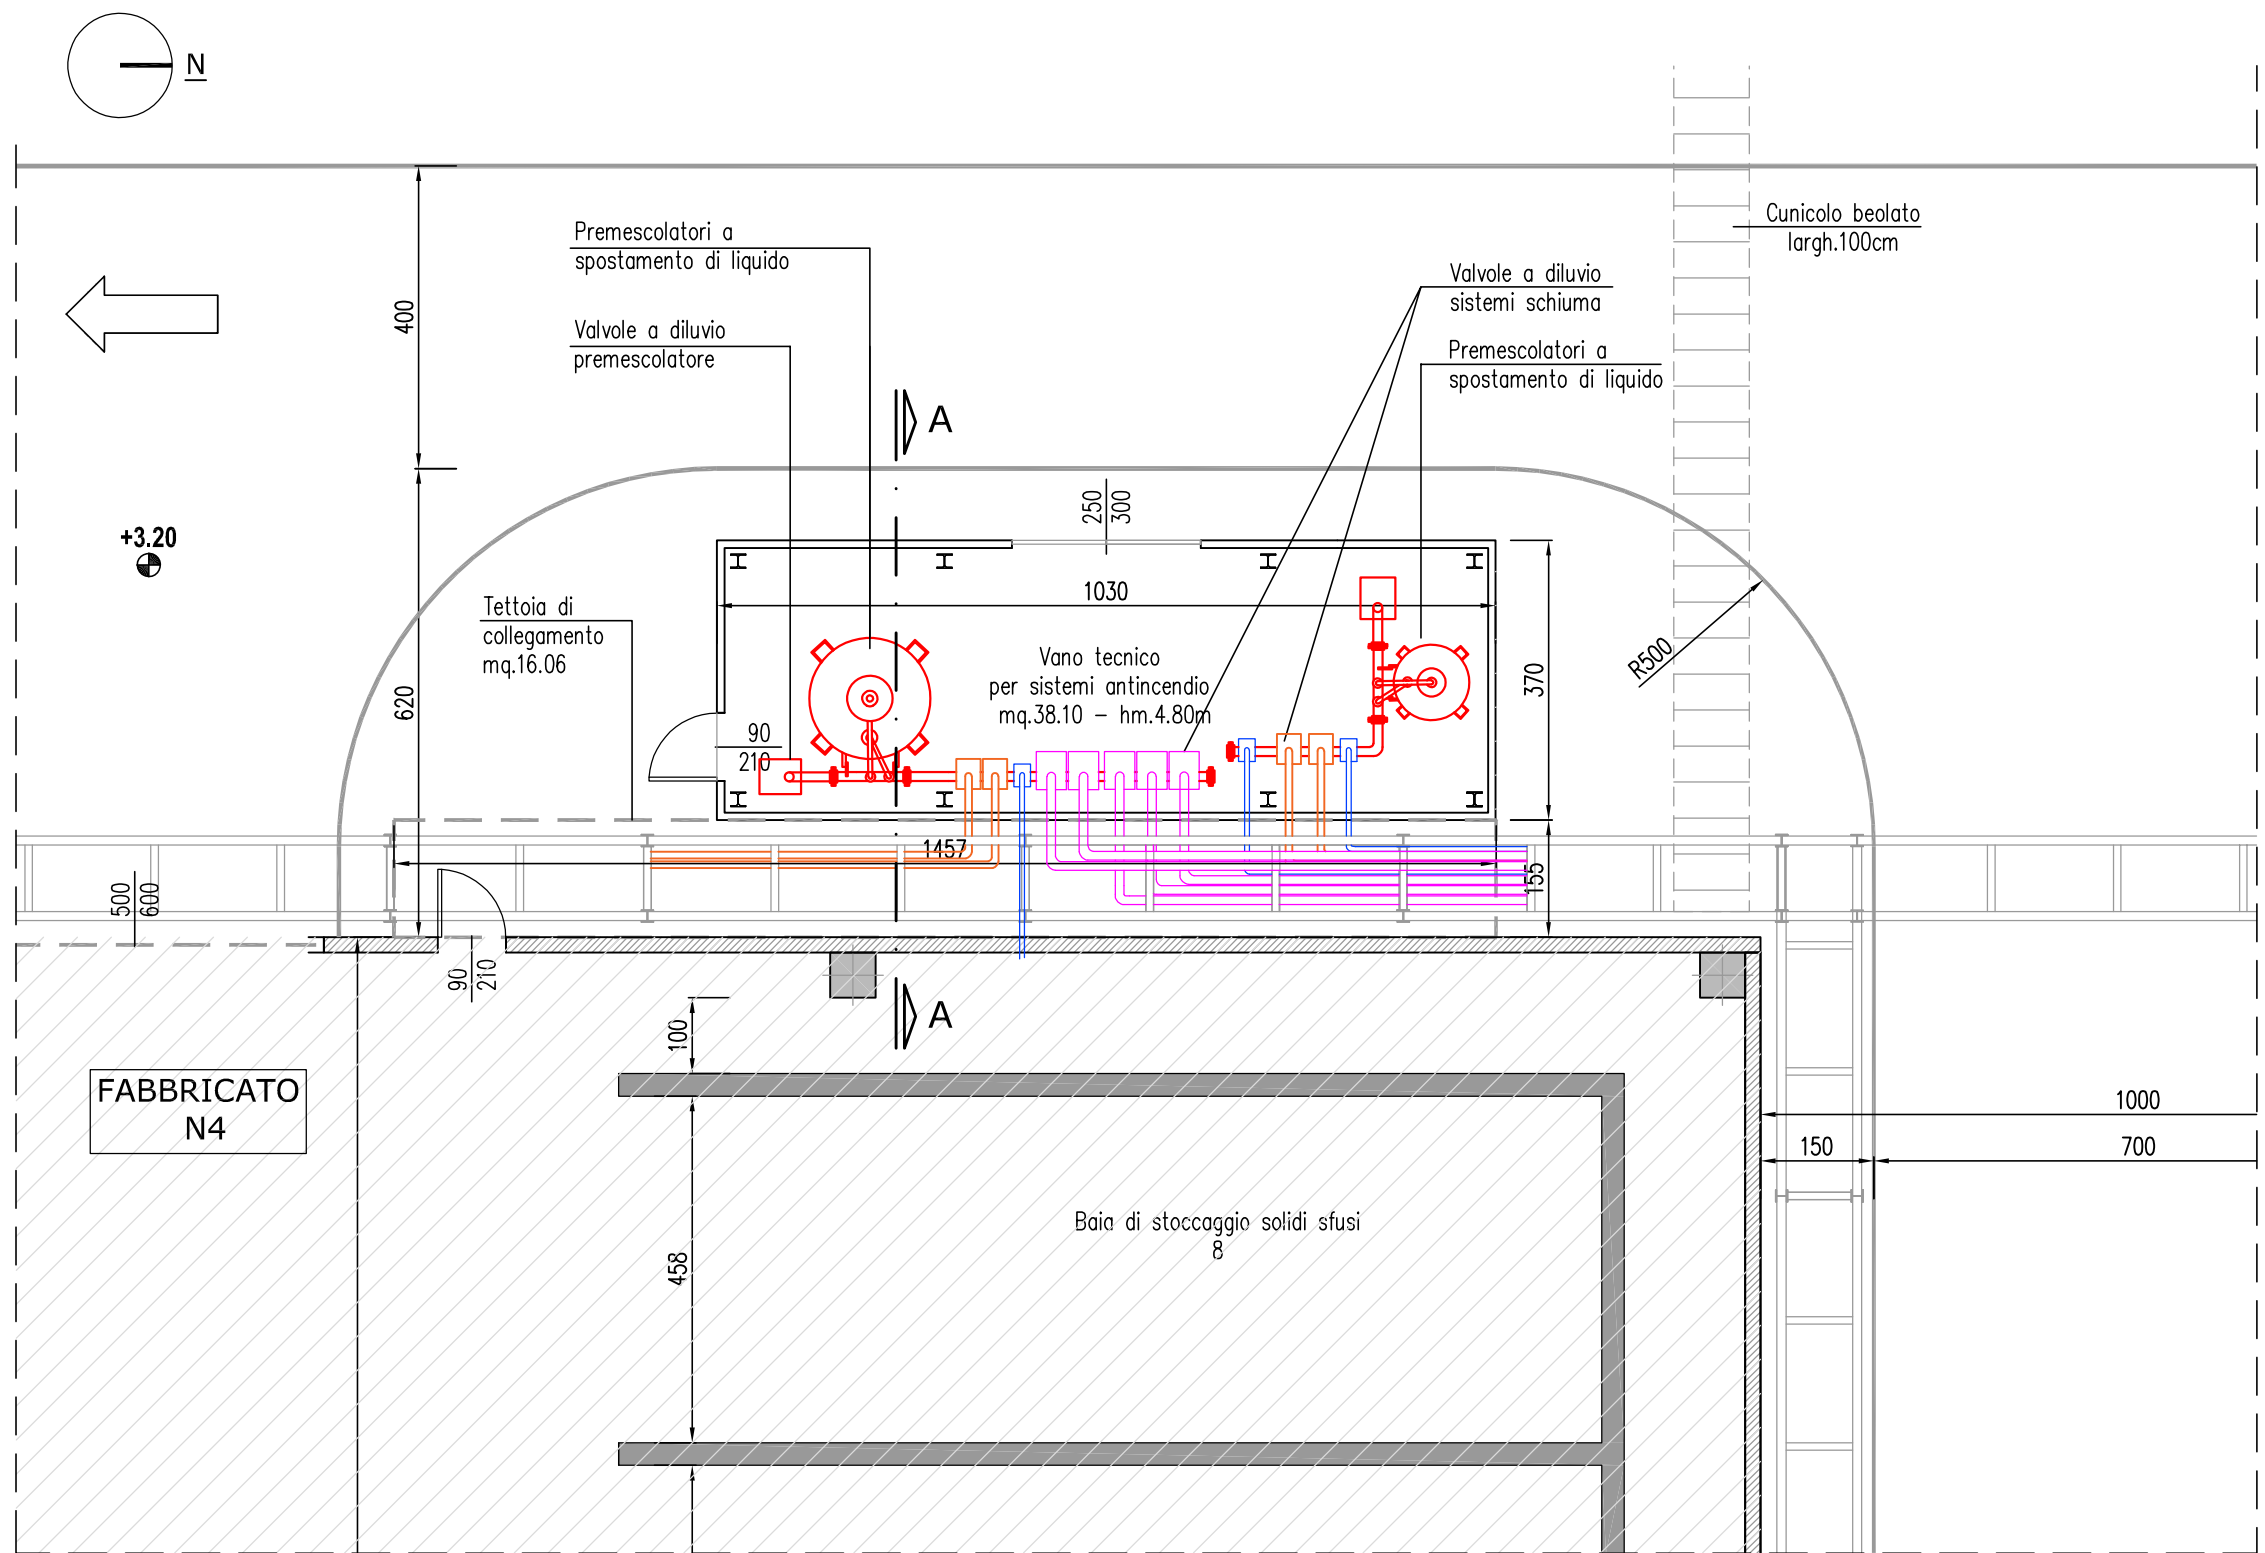 N
Cunicolo beolato
largh.100cm
Premescolatori a
spostamento di liquido
Valvole a diluvio
sistemi schiuma
Valvole a diluvio
premescolatore
Premescolatori a
spostamento di liquido
400
A
250
300
+3.20
1030
Tettoia di
collegamento
mq.16.06
Vano tecnico
per sistemi antincendio
mq.38.10 – hm.4.80m
R500
370
620
90
210
1457
155
500
600
90
210
A
100
FABBRICATO
N4
1000
150
700
Baia di stoccaggio solidi sfusi
8
458